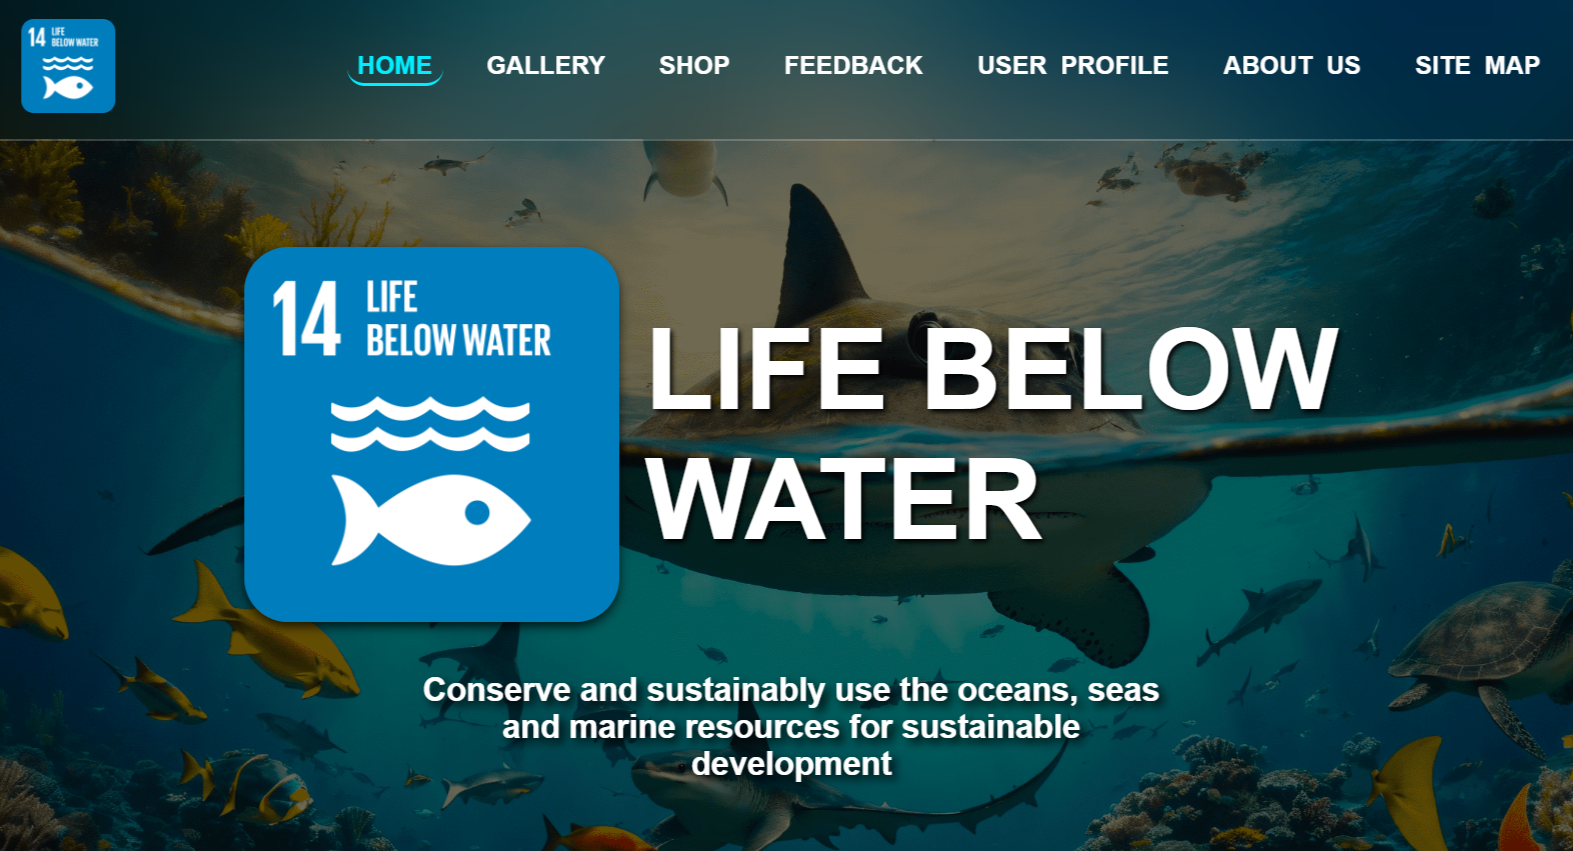 14 LIFE
BELOW WATER
HOME GALLERY SHOP FEEDBACK USER PROFILE ABOUT US SITE MAP
14 LIFE
BELOW WATER
LIFE BELOW
WATER
Conserve and sustainably use the oceans, seas
and marine resources for sustainable
development